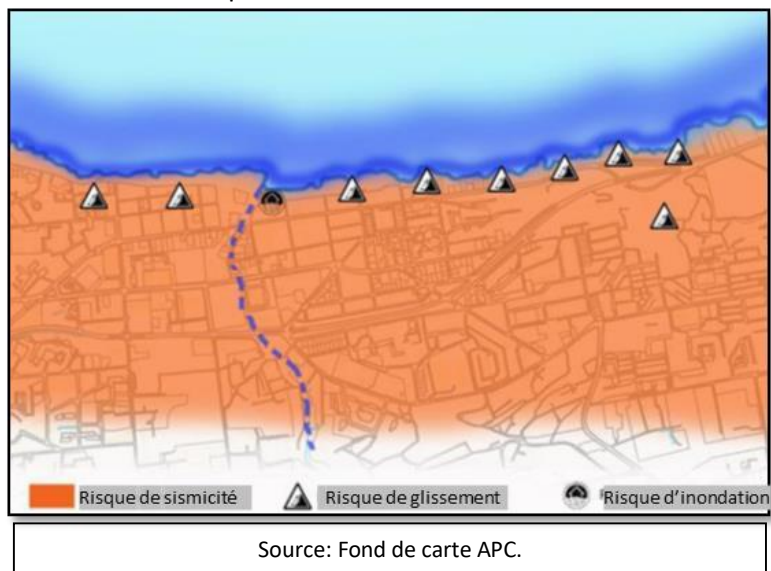 Risque de sismicité
Risque de glissement
Risque d'inondation
Source: Fond de carte APC.